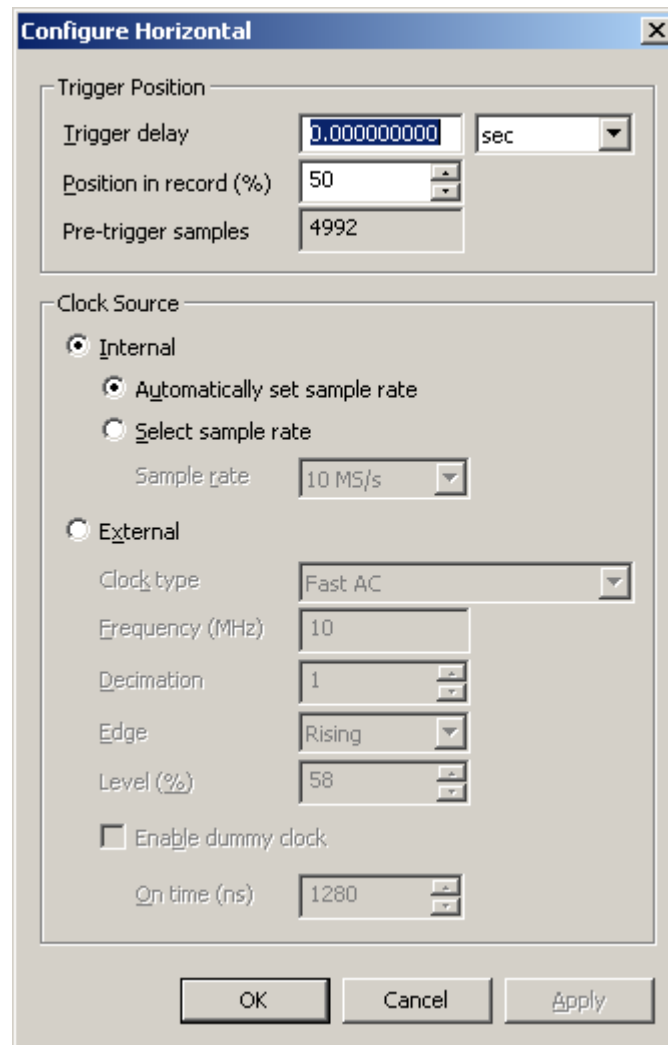 Configure Horizontal
Trigger Position
Trigger delay 0.000000000 sec
Position in record (%) 50
Pre-trigger samples 4992
Clock Source
Internal
Automatically set sample rate
Select sample rate
Sample rate 10 MS/s
External
Clock type Fast AC
Frequency (MHz) 10
Decimation 1
Edge Rising
Level (%) 58
Enable dummy clock
On time (ns) 1280
OK Cancel Apply